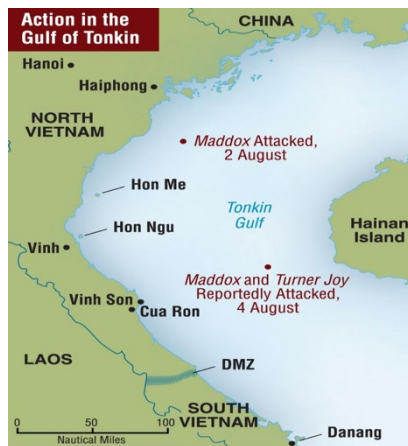 Action in the
Gulf of Tonkin
CHINA
Hanoi
Haiphong
NORTH
VIETNAM
Maddox Attacked,
2 August
Hon Me
Tonkin
Gulf
Hon Ngu
Hainan
Island
Vinh
Maddox and Turner Joy
Reportedly Attacked,
4 August
Vinh Son
Cua Ron
LAOS
DMZ
SOUTH
VIETNAM
0 50 100
Nautical Miles
Danang